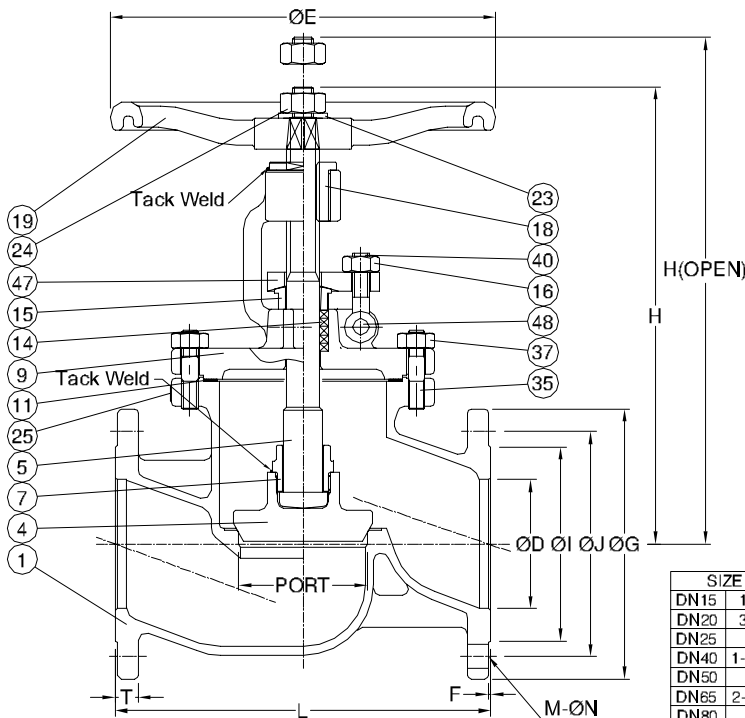 ØE
Tack Weld
19
24
47
15
14
9
Tack Weld
11
25
5
7
4
1
23
18
40
16
48
37
35
H(OPEN)
H
ØD
ØI
ØJ
ØG
PORT
T
L
F
M-ØN
SIZE
DN15
DN20
DN25
DN40
DN50
DN65
DN80